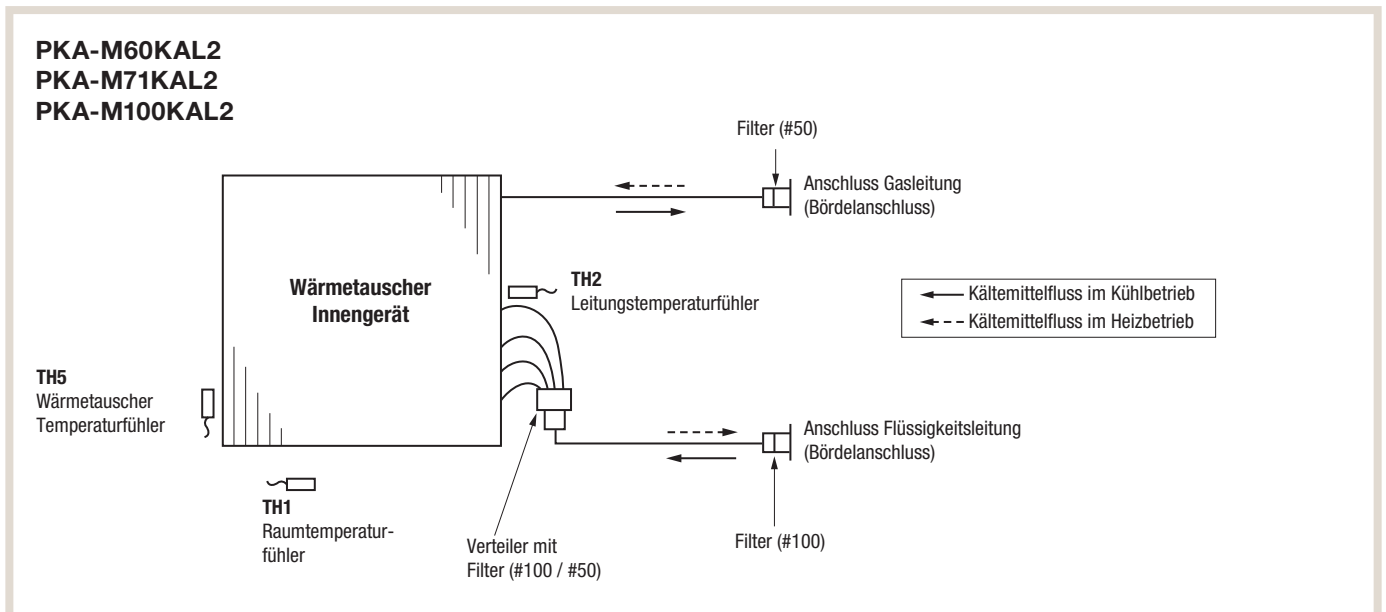 PKA-M60KAL2
PKA-M71KAL2
PKA-M100KAL2
Filter (#50)
Anschluss Gasleitung
(Bördelanschluss)
Wärmetauscher
Innengerät
TH2
Leitungstemperaturfühler
Kältemittelfluss im Kühlbetrieb
Kältemittelfluss im Heizbetrieb
TH5
Wärmetauscher
Temperaturfühler
Anschluss Flüssigkeitsleitung
(Bördelanschluss)
TH1
Raumtemperatur-
fühler
Verteiler mit
Filter (#100 / #50)
Filter (#100)